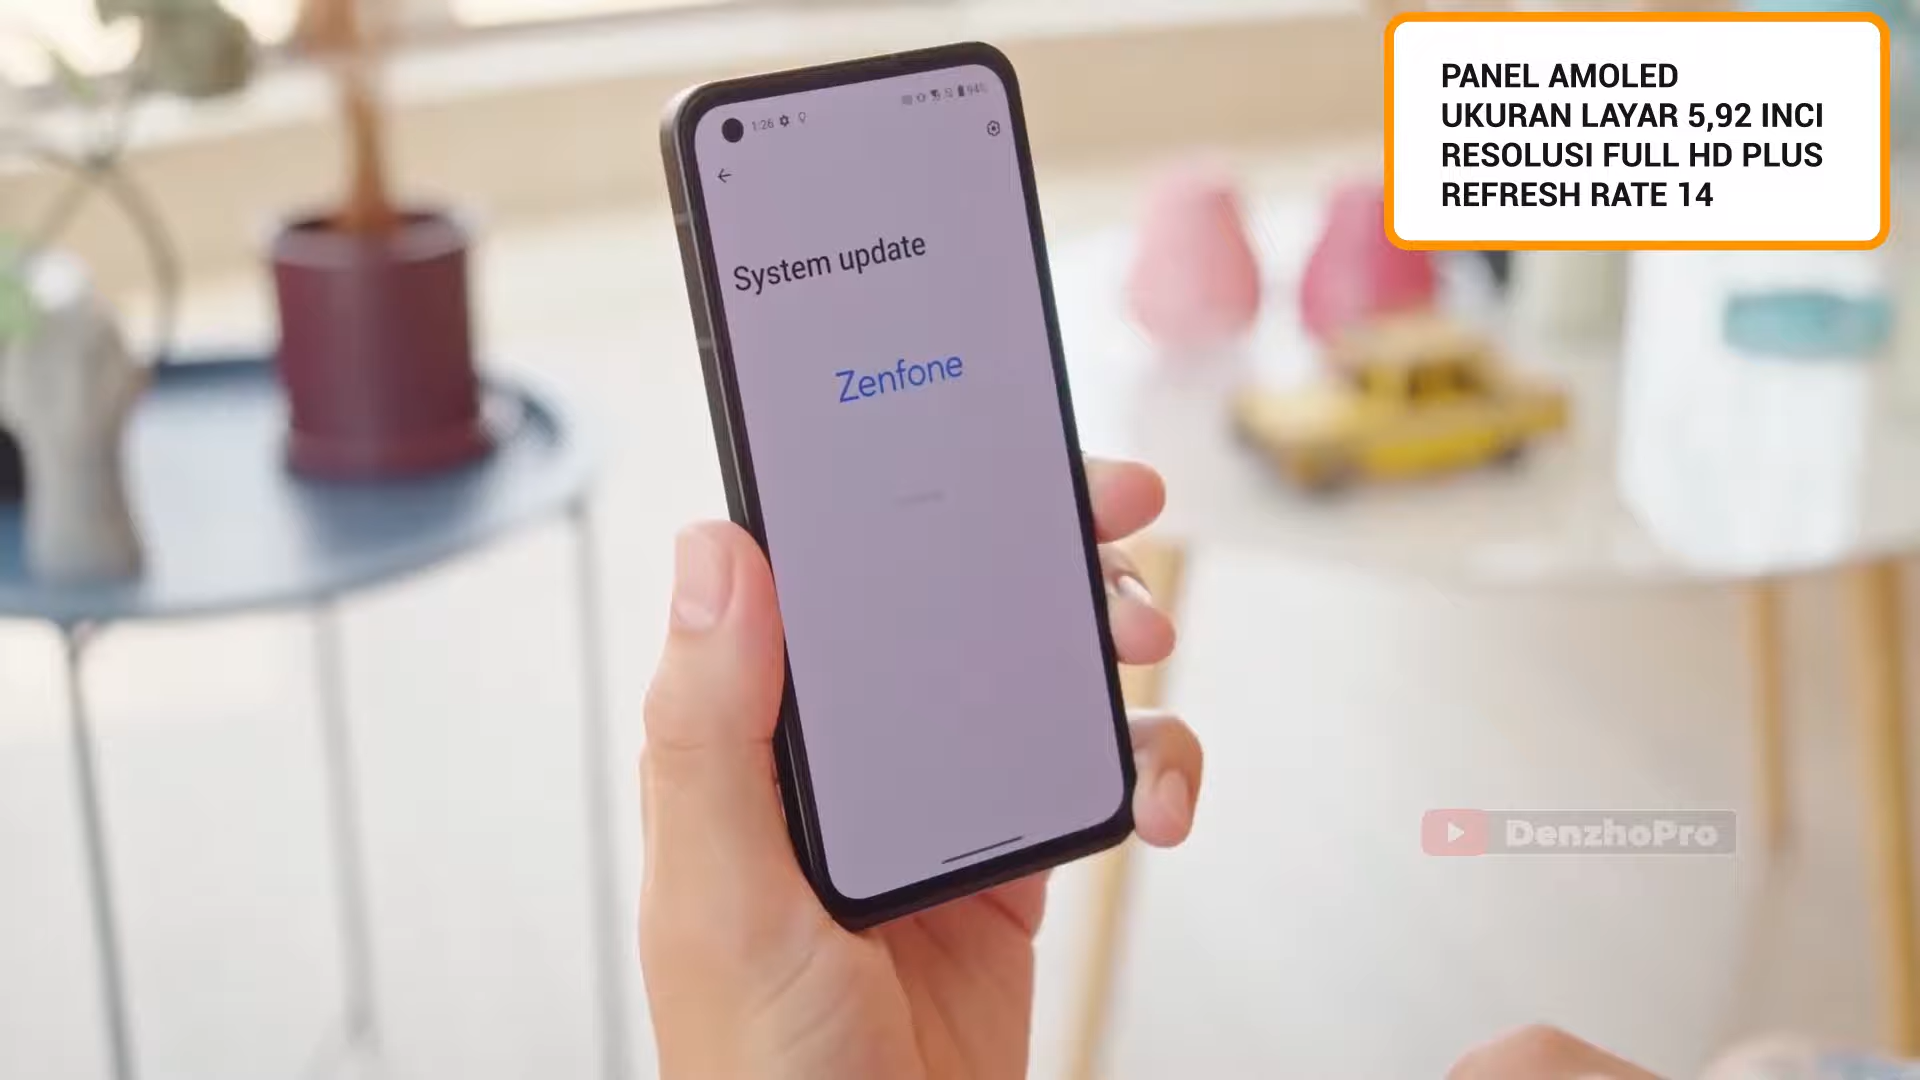 PANEL AMOLED
UKURAN LAYAR 5,92 INCI
RESOLUSI FULL HD PLUS
REFRESH RATE 14
1:26
94%
System update
Zenfone
DenzhoPro